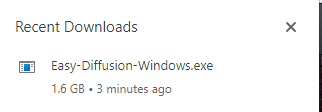 Recent Downloads
Easy-Diffusion-Windows.exe
1.6 GB • 3 minutes ago